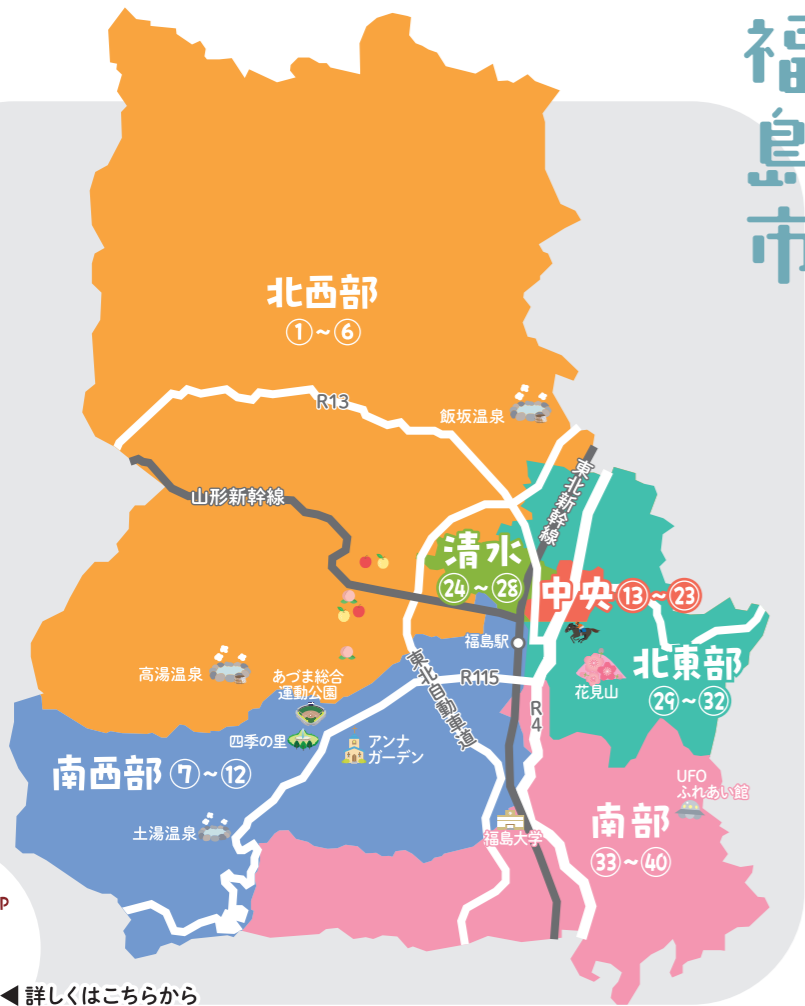 福島市
北西部
①～⑥
R13
飯坂温泉
東北新幹線
山形新幹線
清水
㉔～㉘
中央⑬～㉓
福島駅
北東部
㉙～㉜
花見山
高湯温泉
あづま総合
運動公園
R115
東北自動車道
R4
四季の里
アンナ
ガーデン
南西部⑦～⑫
UFO
ふれあい館
南部
㉝～㊵
土湯温泉
福島大学
P
◀詳しくはこちらから